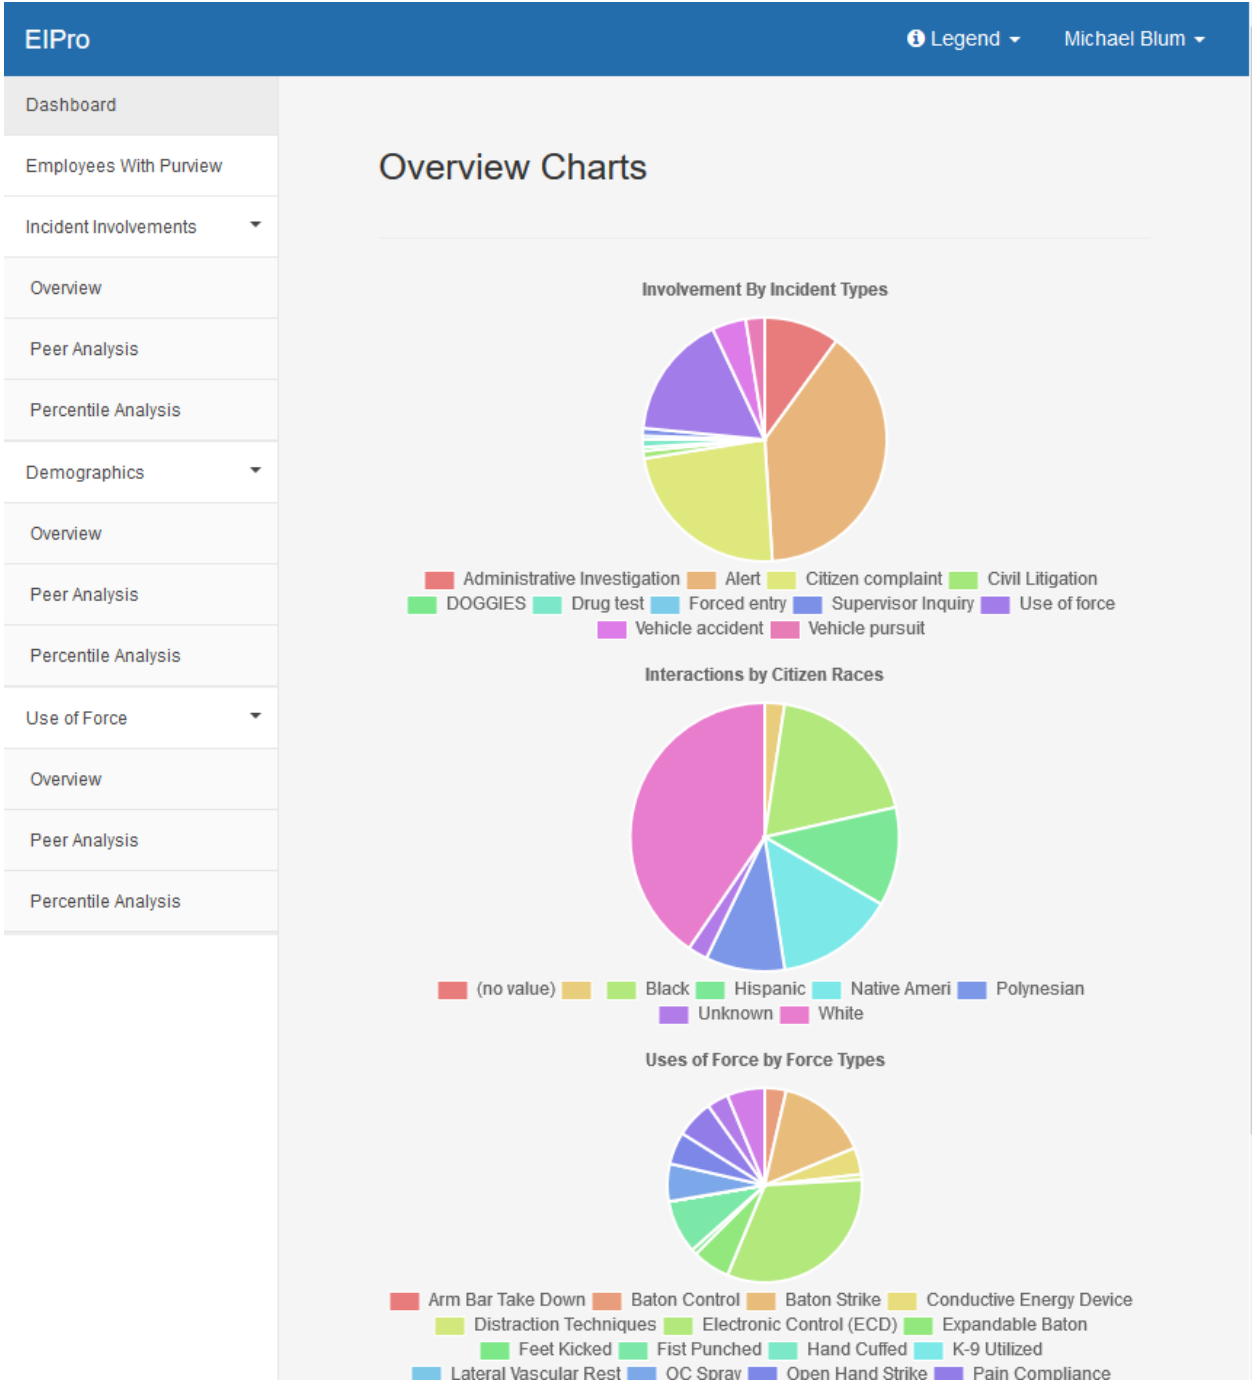 EIPro
Legend
Michael Blum
Dashboard
Employees With Purview
Incident Involvements
Overview
Peer Analysis
Percentile Analysis
Demographics
Overview
Peer Analysis
Percentile Analysis
Use of Force
Overview
Peer Analysis
Percentile Analysis
Overview Charts
Involvement By Incident Types
Administrative Investigation Alert Citizen complaint Civil Litigation
DOGGIES Drug test Forced entry Supervisor Inquiry Use of force
Vehicle accident Vehicle pursuit
Interactions by Citizen Races
(no value) Black Hispanic Native Ameri Polynesian
Unknown White
Uses of Force by Force Types
Arm Bar Take Down Baton Control Baton Strike Conductive Energy Device
Distraction Techniques Electronic Control (ECD) Expandable Baton
Feet Kicked Fist Punched Hand Cuffed K-9 Utilized
Lateral Vascular Rest OC Spray Open Hand Strike Pain Compliance